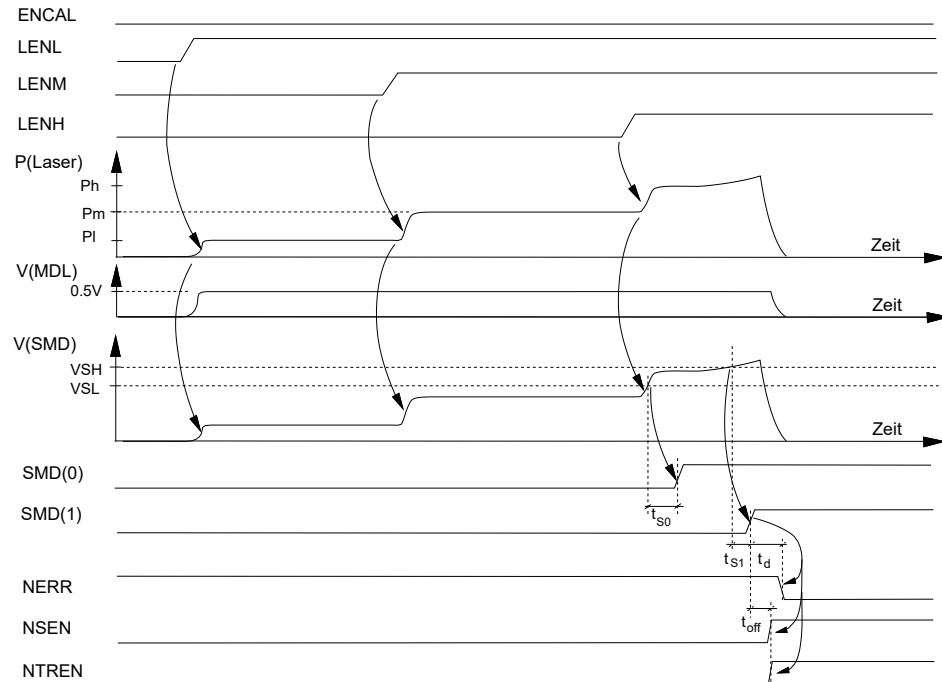 ENCAL
LENL
LENM
LENH
P(Laser)
Ph
Pm
Pl
Zeit
V(MDL)
0.5V
Zeit
V(SMD)
VSH
VSL
Zeit
SMD(0)
tS0
SMD(1)
tS1 td
NERR
toff
NSEN
NTREN